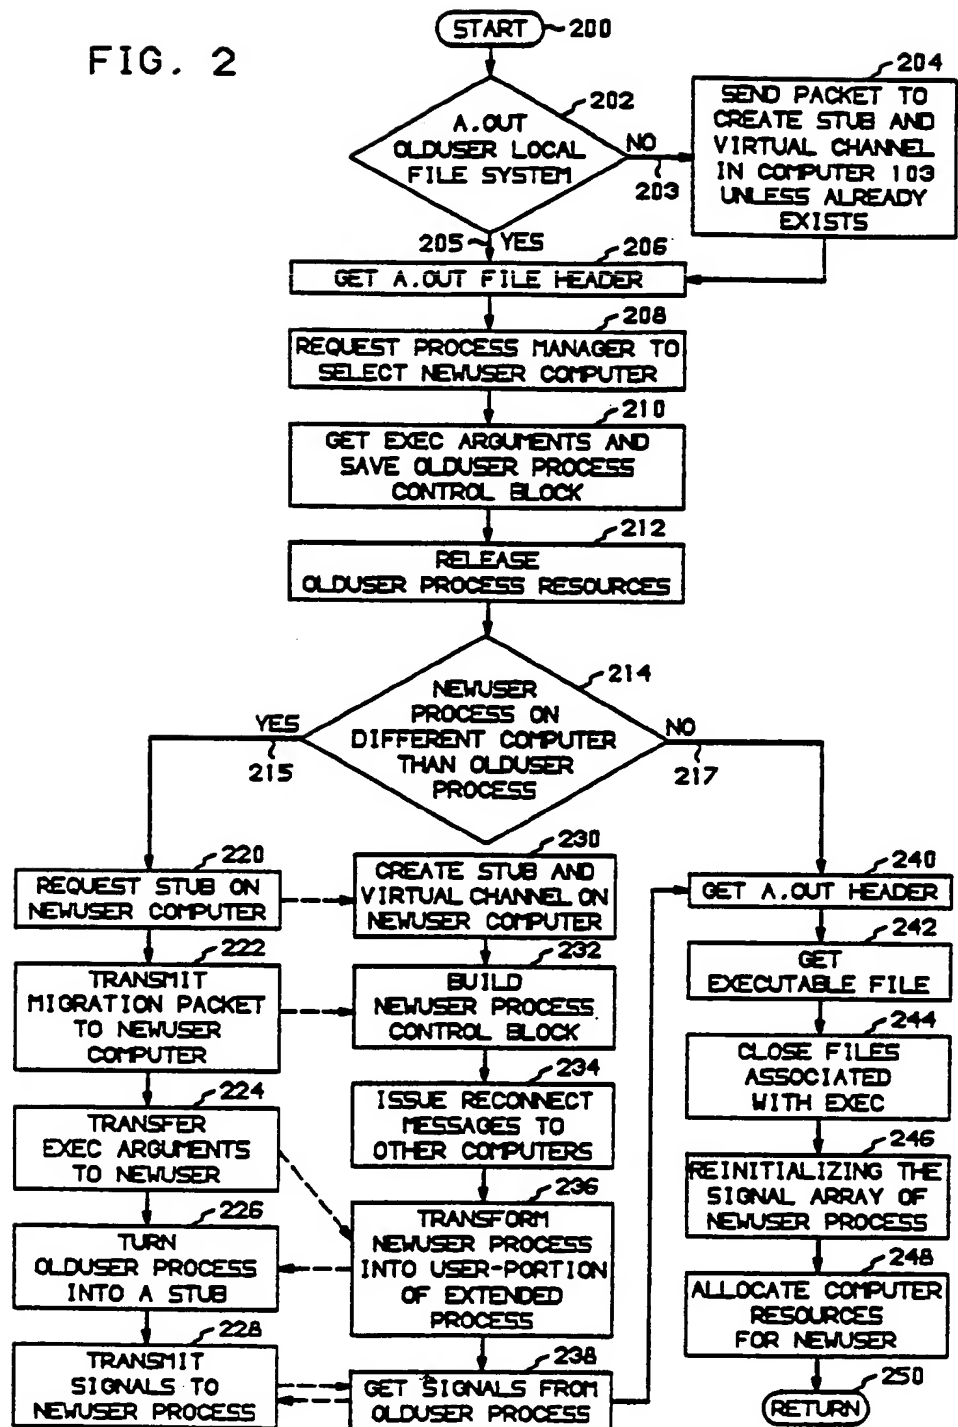 FIG. 2
START
200
202
A.OUT
OLDUSER LOCAL
FILE SYSTEM
NO
203
204
SEND PACKET TO
CREATE STUB AND
VIRTUAL CHANNEL
IN COMPUTER 103
UNLESS ALREADY
EXISTS
205
YES
206
GET A.OUT FILE HEADER
208
REQUEST PROCESS MANAGER TO
SELECT NEWUSER COMPUTER
210
GET EXEC ARGUMENTS AND
SAVE OLDUSER PROCESS
CONTROL BLOCK
212
RELEASE
OLDUSER PROCESS RESOURCES
214
NEWUSER
PROCESS ON
DIFFERENT COMPUTER
THAN OLDUSER
PROCESS
YES
215
NO
217
220
REQUEST STUB ON
NEWUSER COMPUTER
222
TRANSMIT
MIGRATION PACKET
TO NEWUSER
COMPUTER
224
TRANSFER
EXEC ARGUMENTS
TO NEWUSER
226
TURN
OLDUSER PROCESS
INTO A STUB
228
TRANSMIT
SIGNALS TO
NEWUSER PROCESS
230
CREATE STUB AND
VIRTUAL CHANNEL ON
NEWUSER COMPUTER
232
BUILD
NEWUSER PROCESS
CONTROL BLOCK
234
ISSUE RECONNECT
MESSAGES TO
OTHER COMPUTERS
236
TRANSFORM
NEWUSER PROCESS
INTO USER-PORTION
OF EXTENDED
PROCESS
238
GET SIGNALS FROM
OLDUSER PROCESS
240
GET A.OUT HEADER
242
GET
EXECUTABLE FILE
244
CLOSE FILES
ASSOCIATED
WITH EXEC
246
REINITIALIZING THE
SIGNAL ARRAY OF
NEWUSER PROCESS
248
ALLOCATE COMPUTER
RESOURCES
FOR NEWUSER
250
RETURN